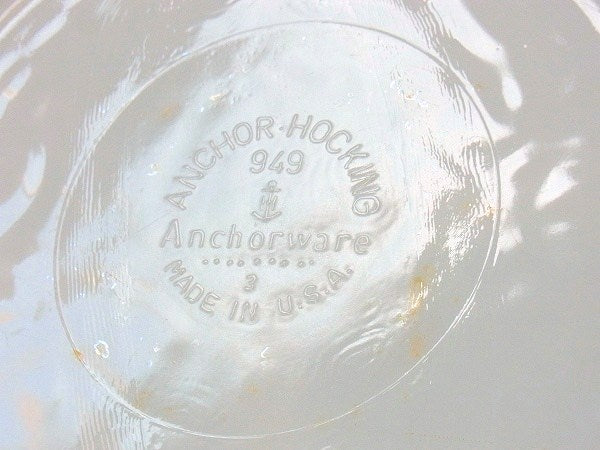 ANCHOR·HOCKING
949
Anchorware
3
MADE IN U.S.A.